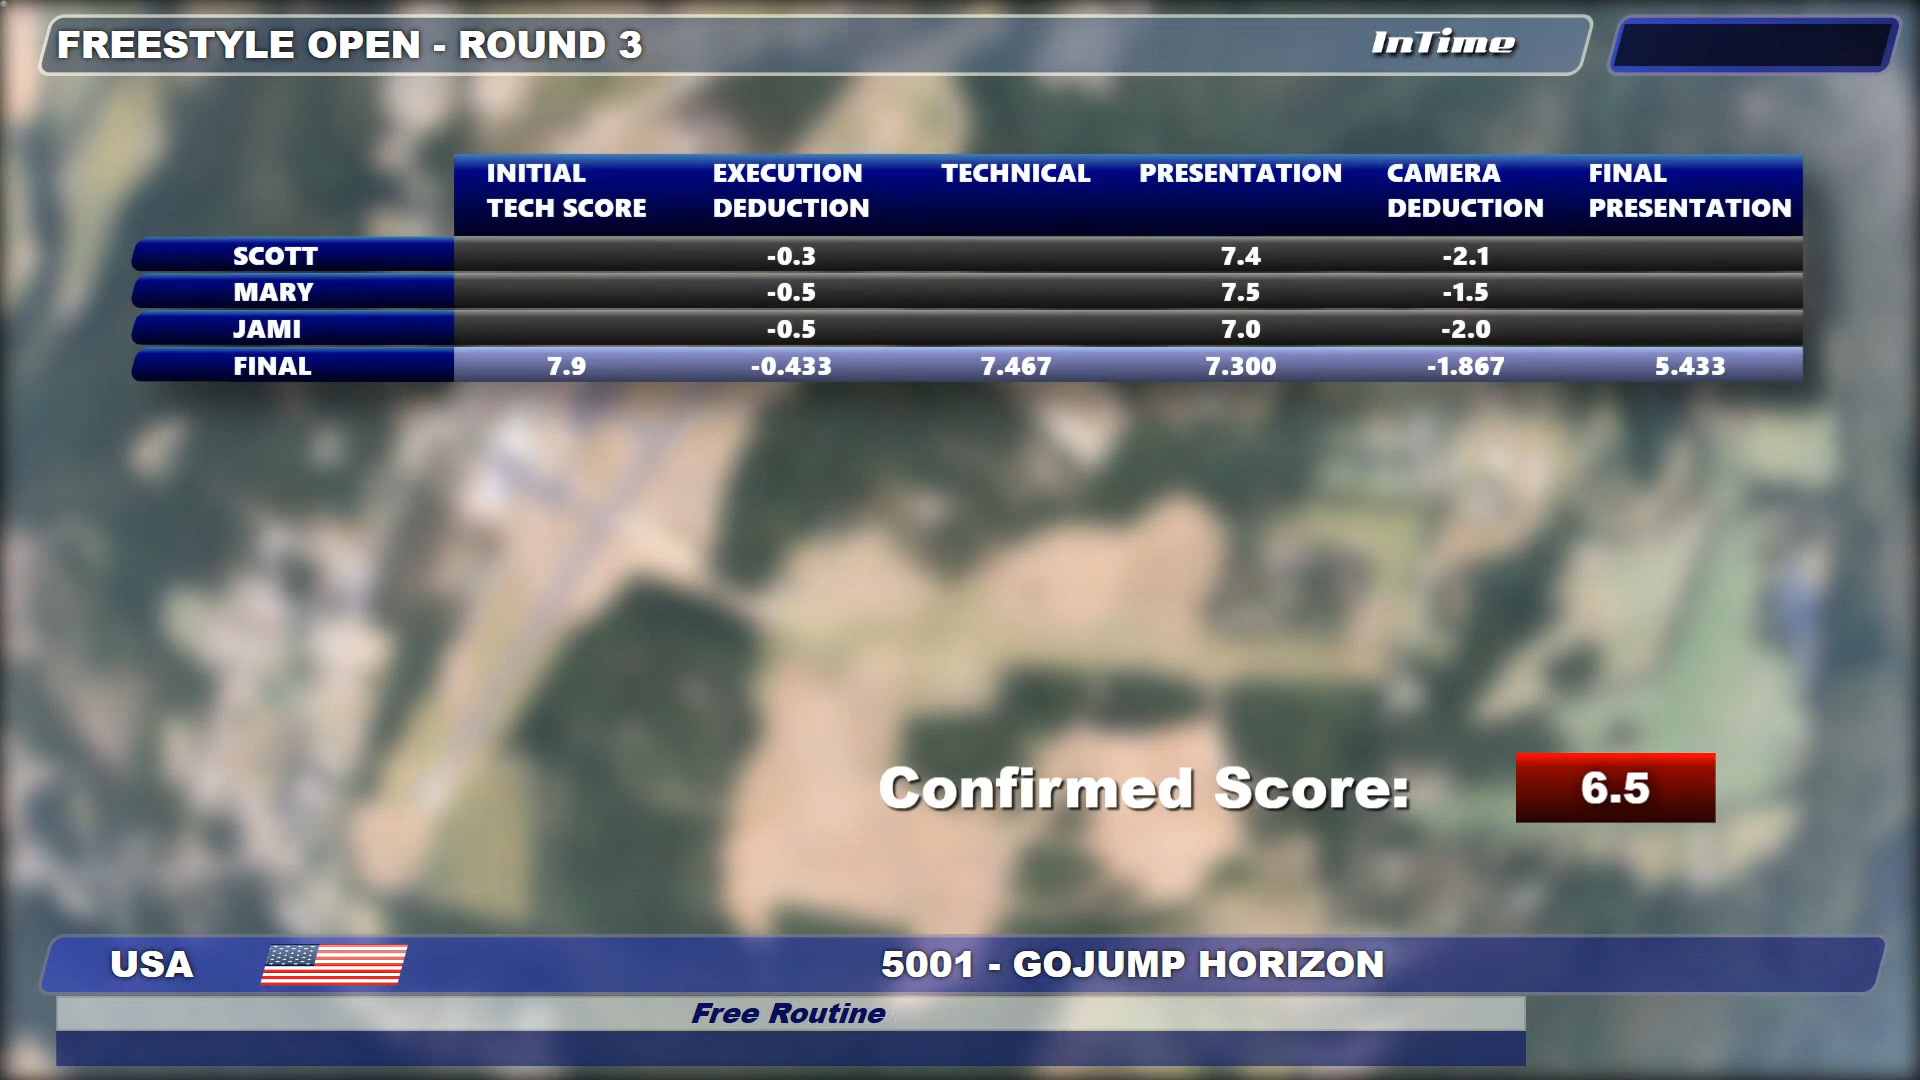 FREESTYLE OPEN - ROUND 3
InTime
INITIAL TECH SCORE EXECUTION DEDUCTION TECHNICAL PRESENTATION CAMERA DEDUCTION FINAL PRESENTATION
SCOTT -0.3 7.4 -2.1
MARY -0.5 7.5 -1.5
JAMI -0.5 7.0 -2.0
FINAL 7.9 -0.433 7.467 7.300 -1.867 5.433
Confirmed Score: 6.5
USA 5001 - GOJUMP HORIZON
Free Routine